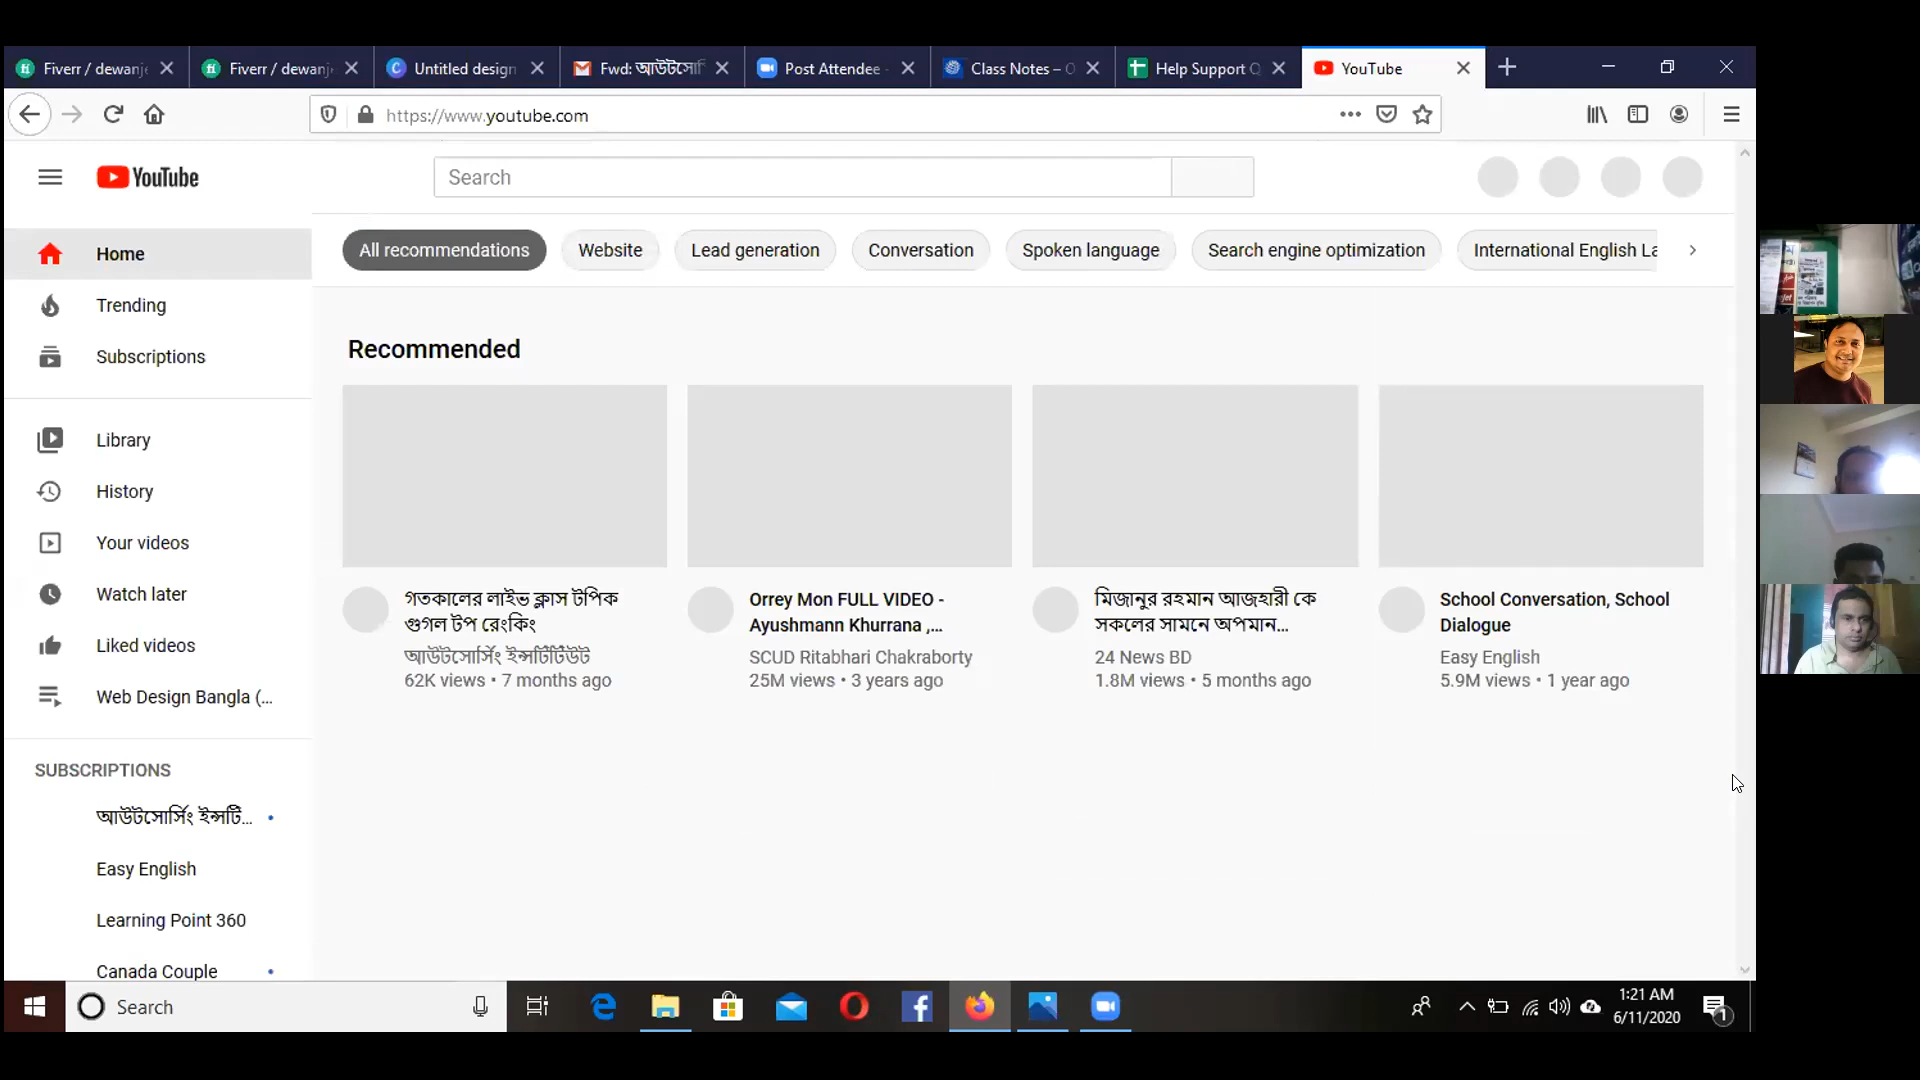 Fiverr / dewanj
Fiverr / dewanj
Untitled design
Fwd: আউটসোর্সি
Post Attendee -
Class Notes – O
Help Support Q
YouTube
https://www.youtube.com
YouTube
Search
Home
Trending
Subscriptions
Library
History
Your videos
Watch later
Liked videos
Web Design Bangla (...
SUBSCRIPTIONS
আউটসোর্সিং ইন্সটি...
Easy English
Learning Point 360
Canada Couple
All recommendations
Website
Lead generation
Conversation
Spoken language
Search engine optimization
International English La
Recommended
গতকালের লাইভ ক্লাস টপিক
গুগল টপ রেংকিং
আউটসোর্সিং ইন্সটিটিউট
62K views • 7 months ago
Orrey Mon FULL VIDEO -
Ayushmann Khurrana ,...
SCUD Ritabhari Chakraborty
25M views • 3 years ago
মিজানুর রহমান আজহারী কে
সকলের সামনে অপমান...
24 News BD
1.8M views • 5 months ago
School Conversation, School
Dialogue
Easy English
5.9M views • 1 year ago
Search
1:21 AM
6/11/2020
1